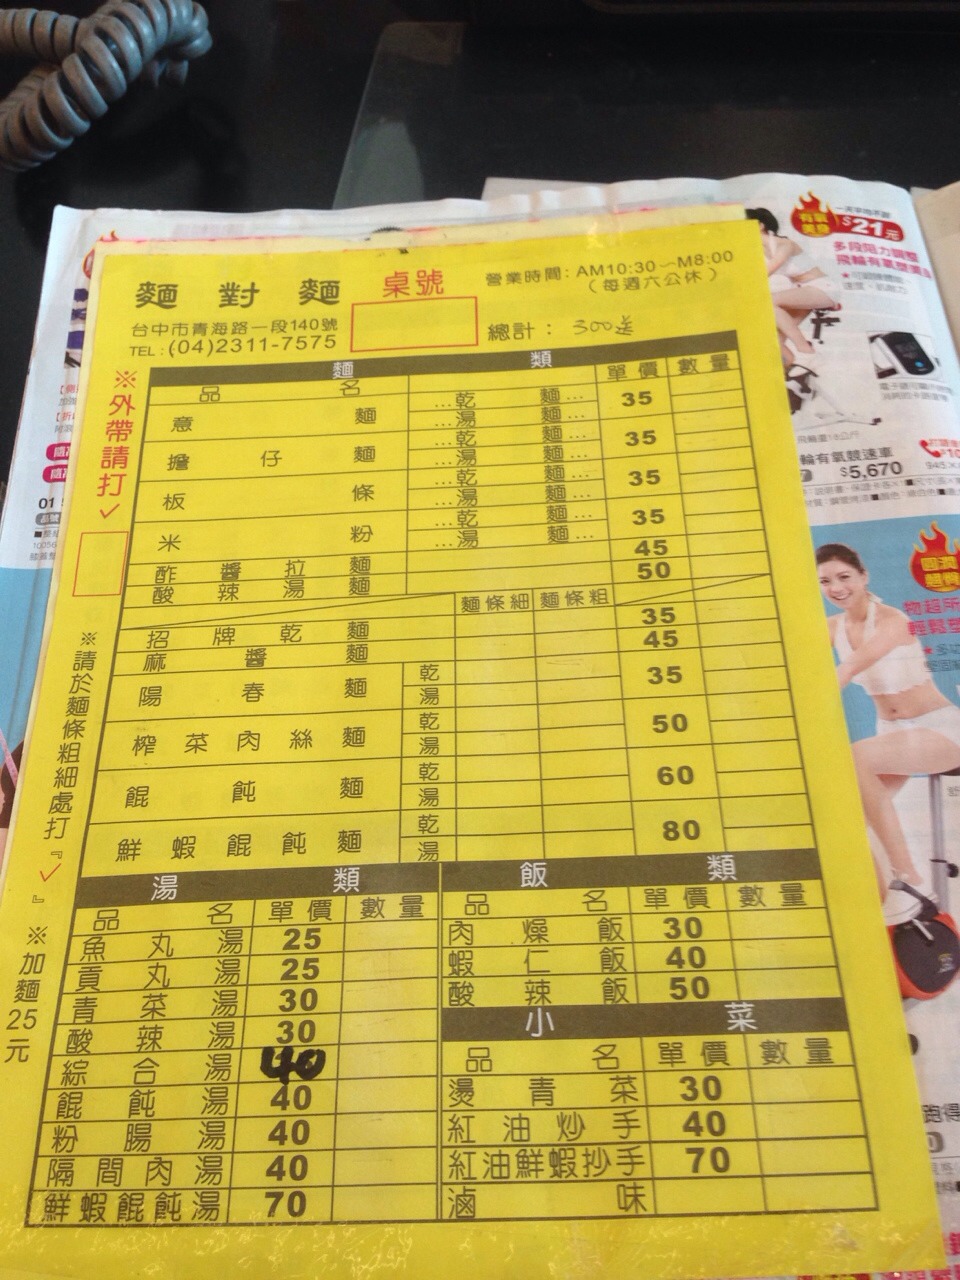 麵對麵
桌號
營業時間：AM10:30～M8:00
（每週六公休）
台中市青海路一段140號
TEL：(04)2311-7575
總計： 300送
※外帶請打✓
※請於麵條粗細處打『✓』
※加麵25元
麵 類
品 名 單價 數量
意麵 …乾麵… …湯麵… 35
擔仔麵 …乾麵… …湯麵… 35
板條 …乾麵… …湯麵… 35
米粉 …乾麵… …湯麵… 35
酢醬拉麵 45
酸辣湯麵 50
麵條細 麵條粗
招牌乾麵 35
麻醬麵 45
陽春麵 乾 湯 35
榨菜肉絲麵 乾 湯 50
餛飩麵 乾 湯 60
鮮蝦餛飩麵 乾 湯 80
湯 類
品 名 單價 數量
魚丸湯 25
貢丸湯 25
青菜湯 30
酸辣湯 30
綜合湯 40
餛飩湯 40
粉腸湯 40
隔間肉湯 40
鮮蝦餛飩湯 70
飯 類
品 名 單價 數量
肉燥飯 30
蝦仁飯 40
酸辣飯 50
小 菜
品 名 單價 數量
燙青菜 30
紅油炒手 40
紅油鮮蝦抄手 70
滷味
有氧
$21元
多段阻力調整
輪有氧競速車
$5,670
圓潤
物超所
輕鬆塑
跑得